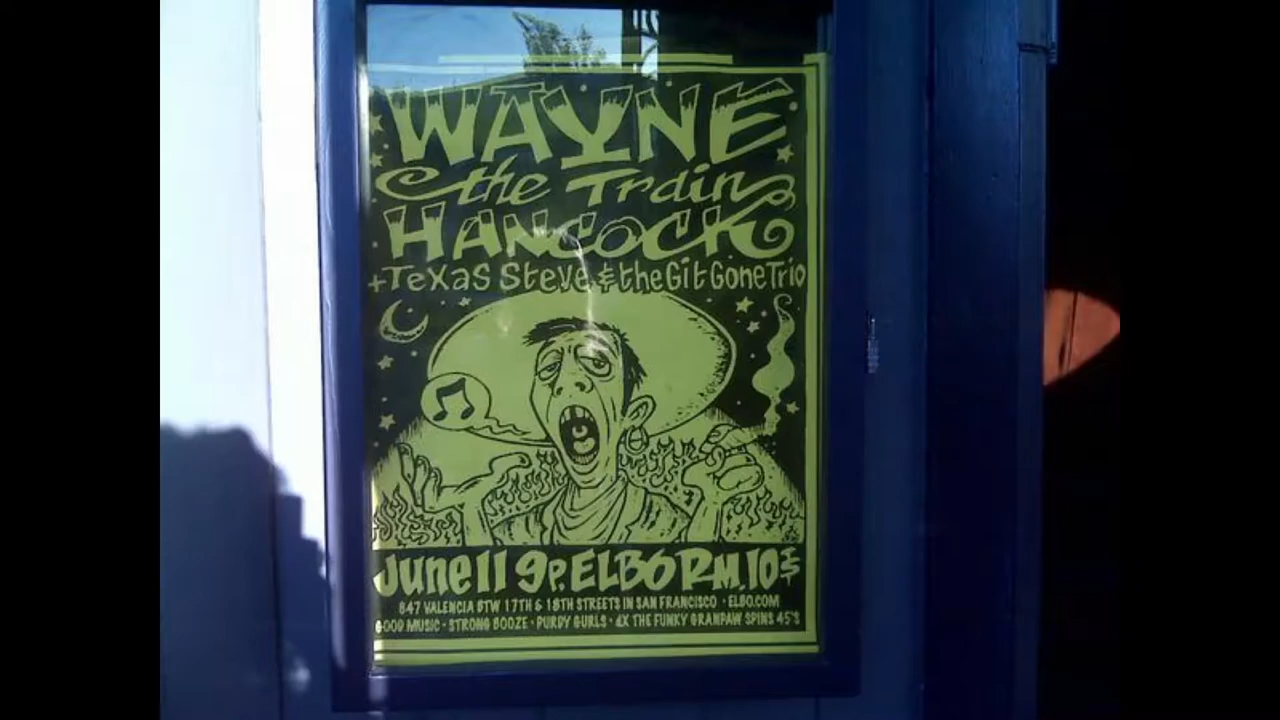 WAYNE
the Train
HANCOCK
+Texas Steve & the Git Gone Trio
June 11 9P. ELBO RM. 10$
647 VALENCIA BTW 17TH & 18TH STREETS IN SAN FRANCISCO · ELBO.COM
GOOD MUSIC · STRONG BOOZE · PURDY GURLS · THE FUNKY GRANPAW SPINS 45'S